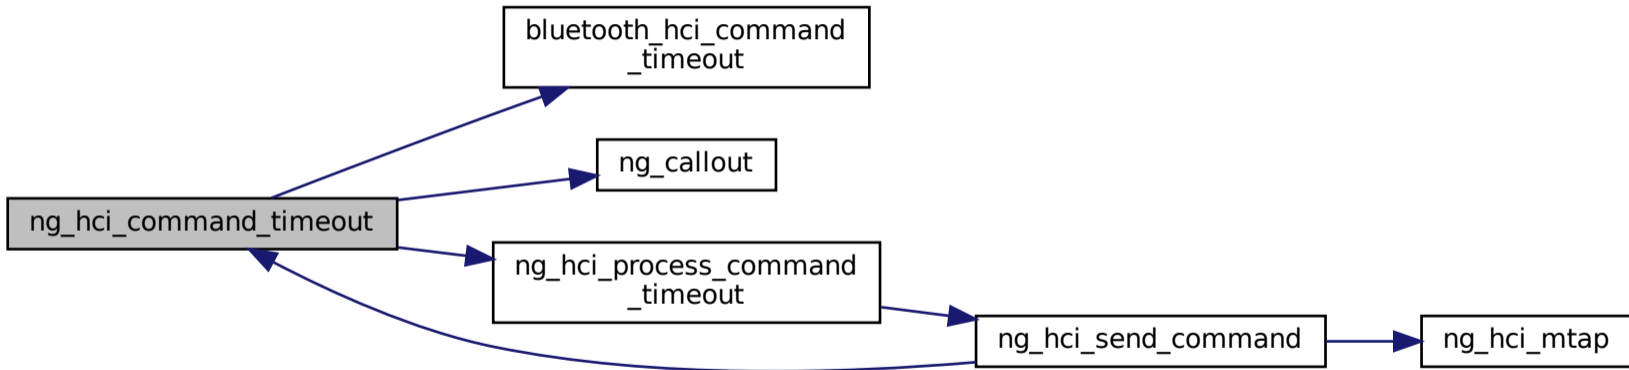 bluetooth_hci_command
_timeout
ng_callout
ng_hci_command_timeout
ng_hci_process_command
_timeout
ng_hci_send_command
ng_hci_mtap